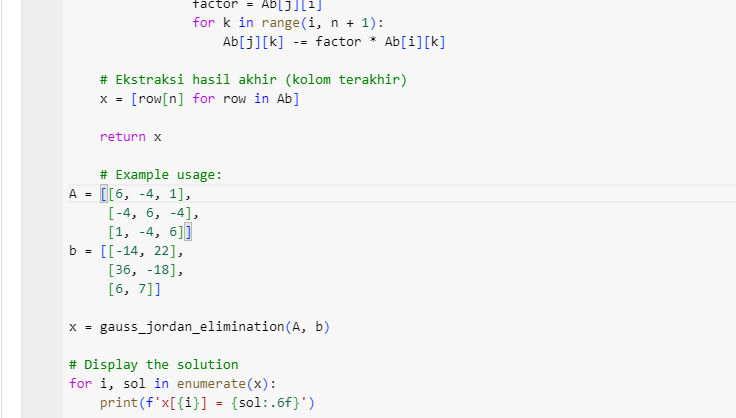 factor = Ab[j][i]
for k in range(i, n + 1):
Ab[j][k] -= factor * Ab[i][k]
# Ekstraksi hasil akhir (kolom terakhir)
x = [row[n] for row in Ab]
return x
# Example usage:
A = [[6, -4, 1],
[-4, 6, -4],
[1, -4, 6]]
b = [[-14, 22],
[36, -18],
[6, 7]]
x = gauss_jordan_elimination(A, b)
# Display the solution
for i, sol in enumerate(x):
print(f'x[{i}] = {sol:.6f}')